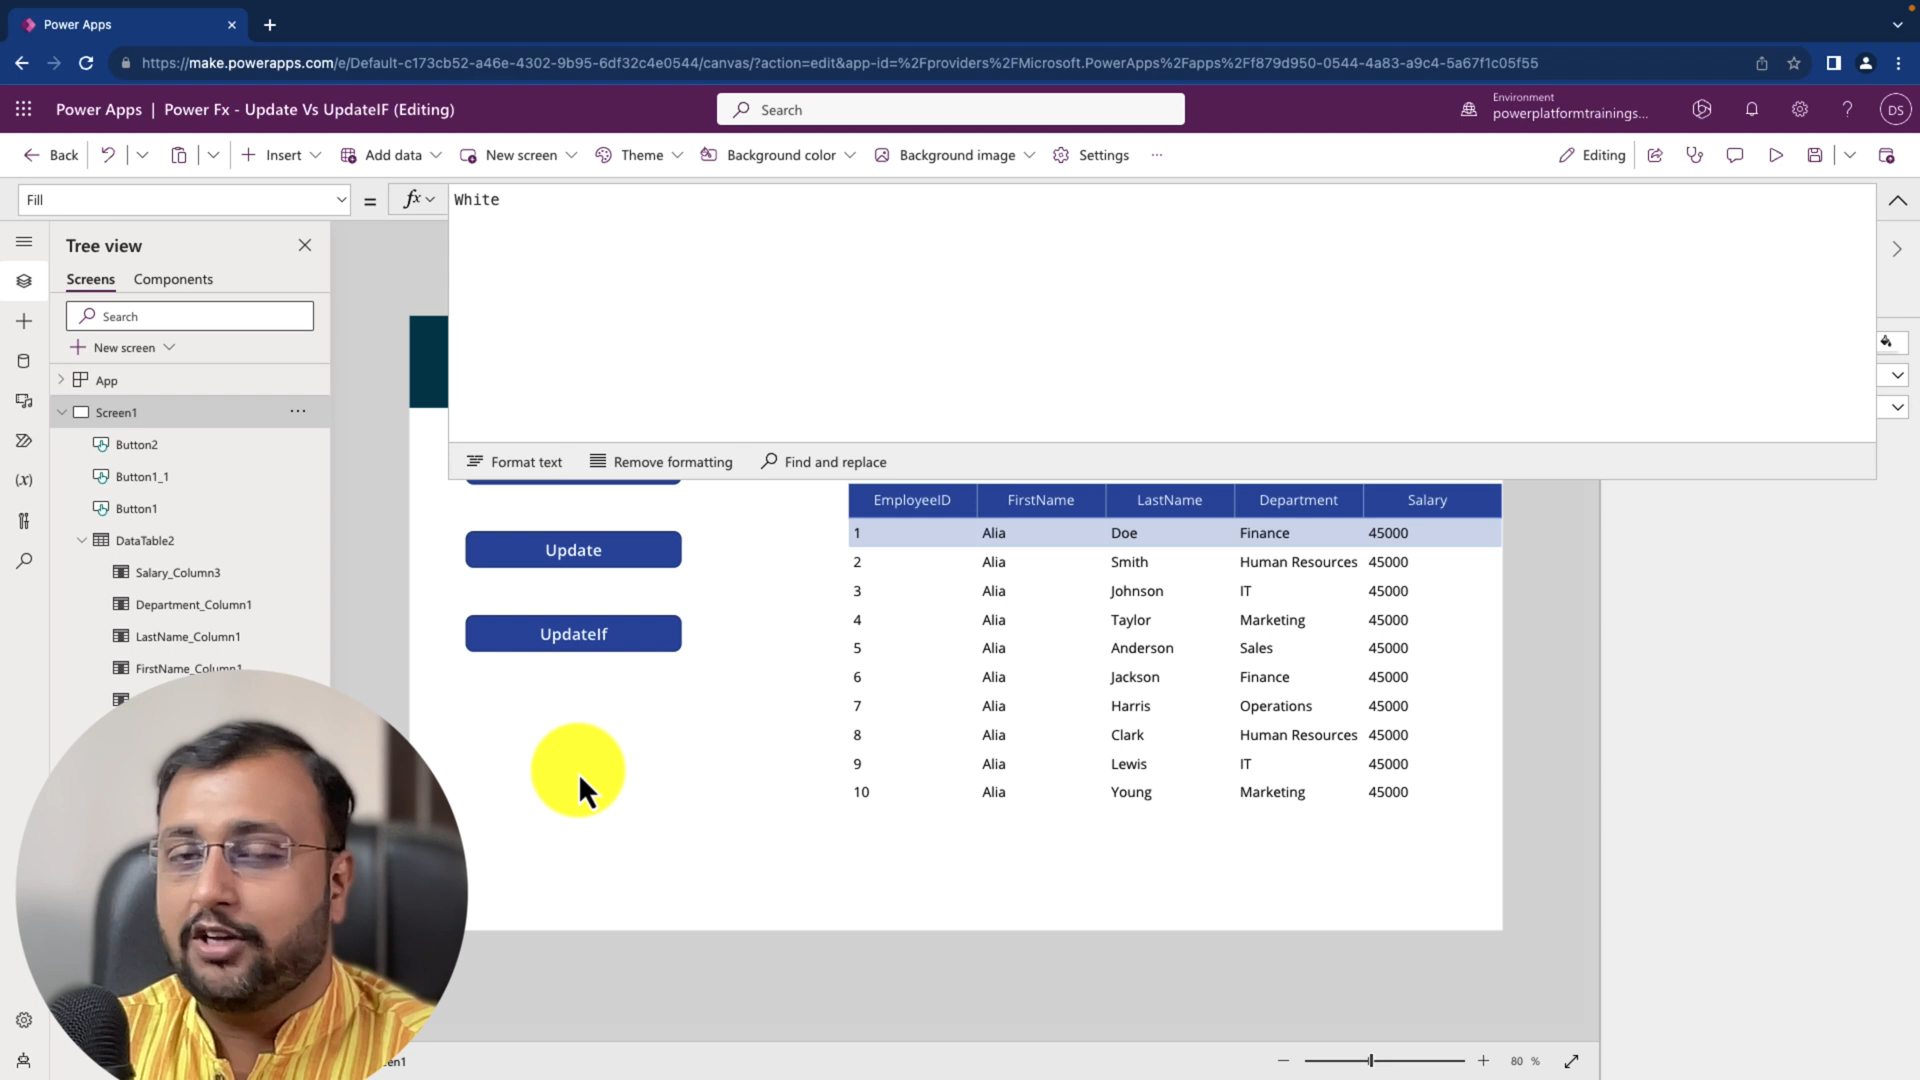 Power Apps
https://make.powerapps.com/e/Default-c173cb52-a46e-4302-9b95-6df32c4e0544/canvas/?action=edit&app-id=%2Fproviders%2FMicrosoft.PowerApps%2Fapps%2Ff879d950-0544-4a83-a9c4-5a67f1c05f55
Power Apps | Power Fx - Update Vs UpdateIF (Editing)
Search
Environment
powerplatformtrainings...
DS
Back
Insert
Add data
New screen
Theme
Background color
Background image
Settings
...
Editing
Fill
=
fx
White
Tree view
Screens
Components
Search
New screen
App
Screen1
...
Button2
Button1_1
Button1
DataTable2
Salary_Column3
Department_Column1
LastName_Column1
FirstName_Column1
Format text
Remove formatting
Find and replace
Update
UpdateIf
EmployeeID FirstName LastName Department Salary
1 Alia Doe Finance 45000
2 Alia Smith Human Resources 45000
3 Alia Johnson IT 45000
4 Alia Taylor Marketing 45000
5 Alia Anderson Sales 45000
6 Alia Jackson Finance 45000
7 Alia Harris Operations 45000
8 Alia Clark Human Resources 45000
9 Alia Lewis IT 45000
10 Alia Young Marketing 45000
80 %